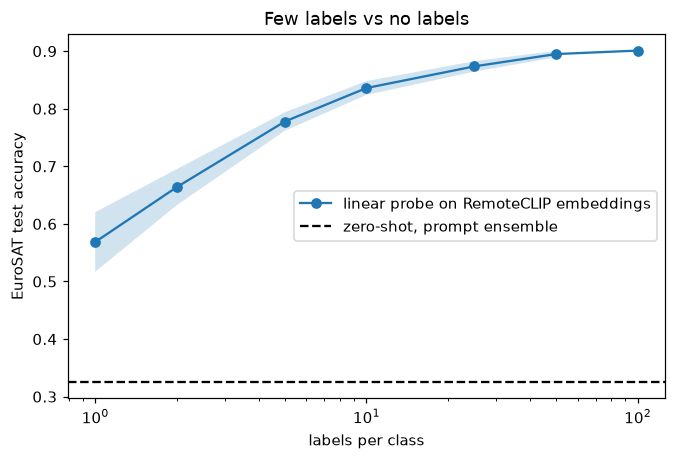 Few labels vs no labels
EuroSAT test accuracy
0.9
0.8
0.7
0.6
0.5
0.4
0.3
linear probe on RemoteCLIP embeddings
zero-shot, prompt ensemble
10⁰
10¹
10²
labels per class